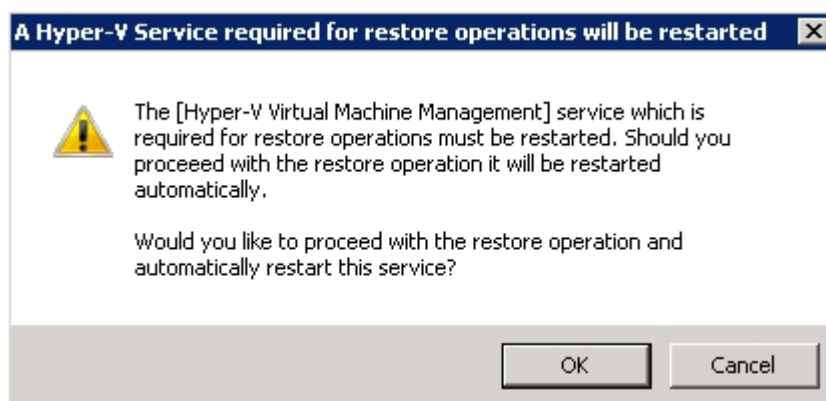 A Hyper-V Service required for restore operations will be restarted
The [Hyper-V Virtual Machine Management] service which is
required for restore operations must be restarted. Should you
proceeed with the restore operation it will be restarted
automatically.
Would you like to proceed with the restore operation and
automatically restart this service?
OK
Cancel